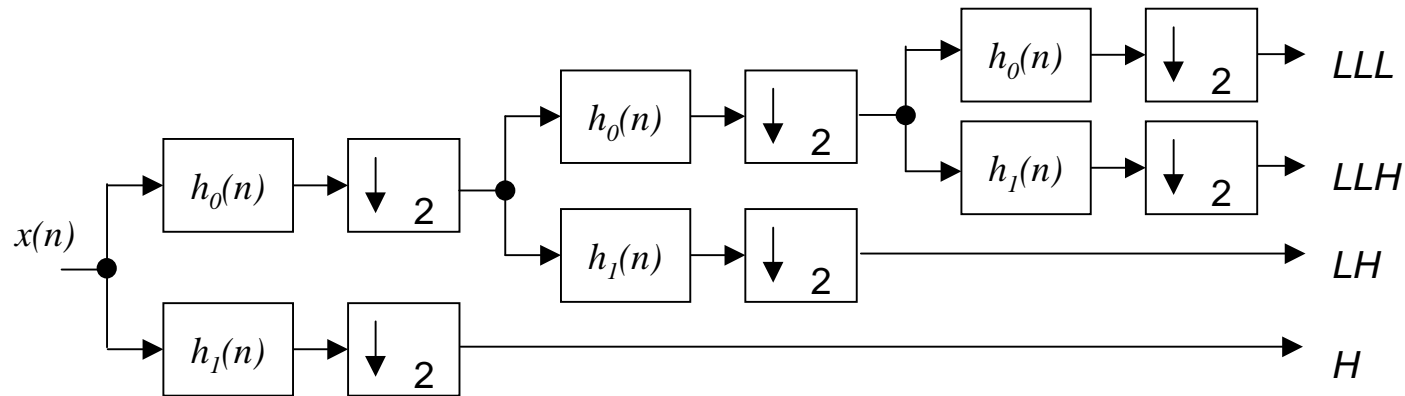 h₀(n) ↓ 2 LLL
h₀(n) ↓ 2
h₁(n) ↓ 2 LLH
h₀(n) ↓ 2
x(n)
h₁(n) ↓ 2 LH
h₁(n) ↓ 2 H